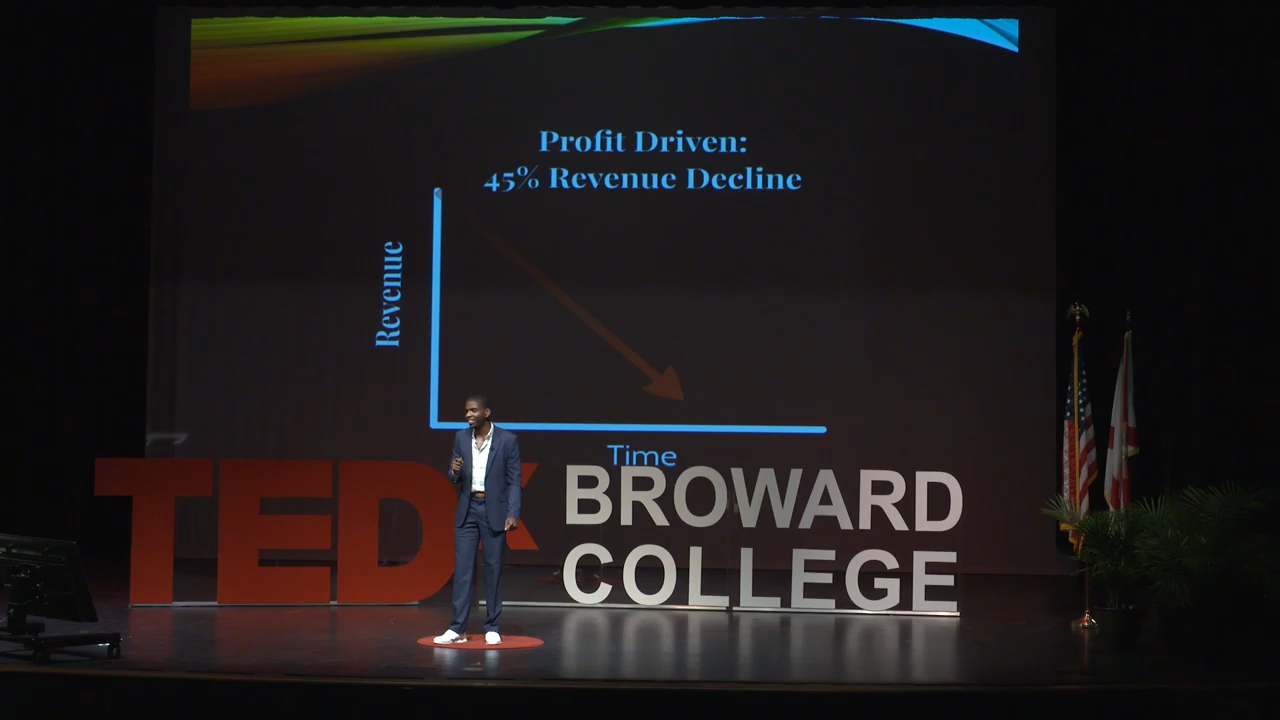 Profit Driven:
45% Revenue Decline
Revenue
Time
TEDx BROWARD
COLLEGE